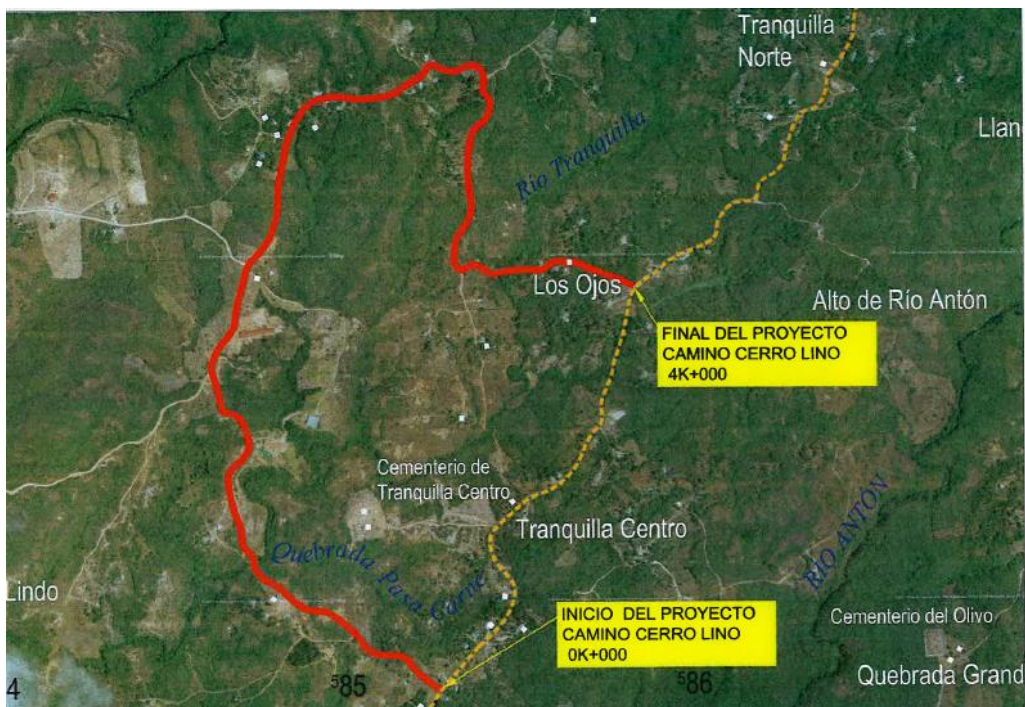 Tranquilla
Norte
Llan
Río Tranquilla
Los Ojos
Alto de Río Antón
FINAL DEL PROYECTO
CAMINO CERRO LINO
4K+000
Cementerio de
Tranquilla Centro
Tranquilla Centro
RÍO ANTÓN
Quebrada Pasa Carne
Lindo
INICIO DEL PROYECTO
CAMINO CERRO LINO
0K+000
Cementerio del Olivo
Quebrada Grand
4
585
586